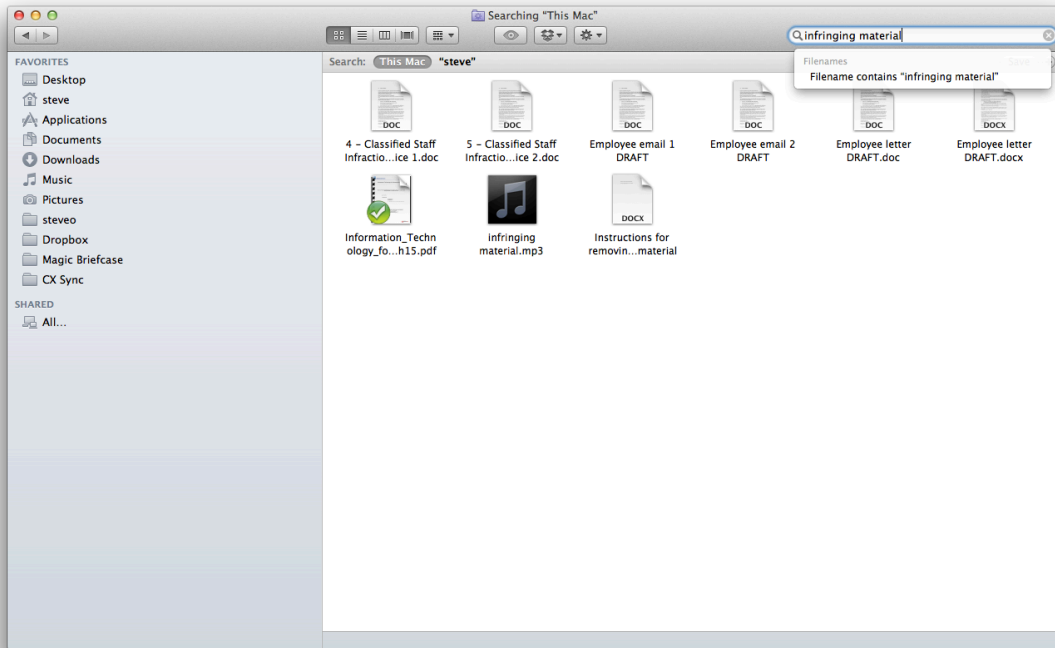 Searching "This Mac"
infringing material
FAVORITES
Desktop
steve
Applications
Documents
Downloads
Music
Pictures
steveo
Dropbox
Magic Briefcase
CX Sync
SHARED
All...
Search: This Mac "steve"
Save
Filenames
Filename contains "infringing material"
DOC
DOC
DOC
DOC
DOC
DOCX
4 - Classified Staff
Infractio...ice 1.doc
5 - Classified Staff
Infractio...ice 2.doc
Employee email 1
DRAFT
Employee email 2
DRAFT
Employee letter
DRAFT.doc
Employee letter
DRAFT.docx
DOCX
Information_Techn
ology_fo...h15.pdf
infringing
material.mp3
Instructions for
removin...material